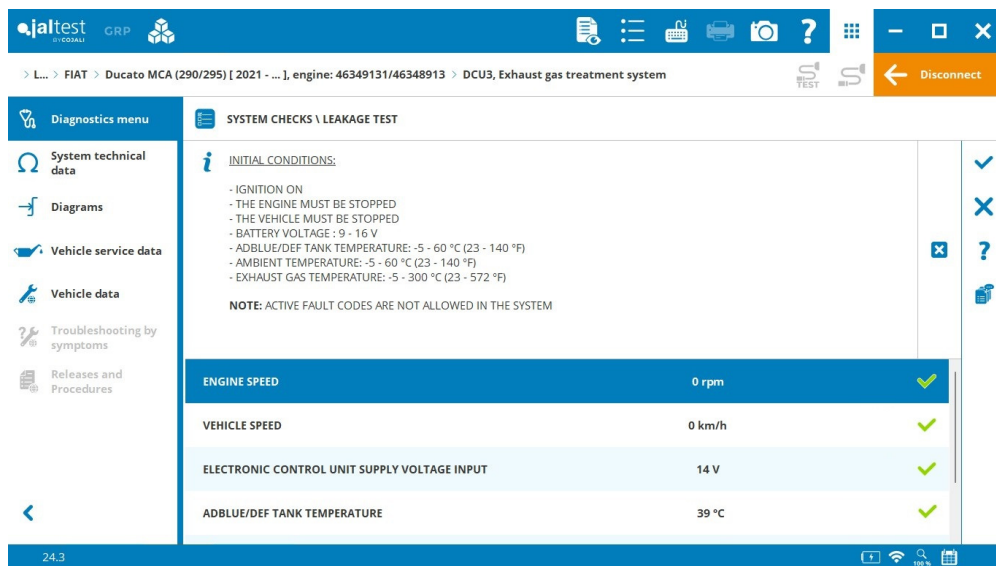 jaltest GRP
BY COJALI
?
> L... > FIAT > Ducato MCA (290/295) [ 2021 - ... ], engine: 46349131/46348913 > DCU3, Exhaust gas treatment system
TEST
Disconnect
Diagnostics menu
System technical
data
Diagrams
Vehicle service data
Vehicle data
Troubleshooting by
symptoms
Releases and
Procedures
SYSTEM CHECKS \ LEAKAGE TEST
INITIAL CONDITIONS:
- IGNITION ON
- THE ENGINE MUST BE STOPPED
- THE VEHICLE MUST BE STOPPED
- BATTERY VOLTAGE : 9 - 16 V
- ADBLUE/DEF TANK TEMPERATURE: -5 - 60 °C (23 - 140 °F)
- AMBIENT TEMPERATURE: -5 - 60 °C (23 - 140 °F)
- EXHAUST GAS TEMPERATURE: -5 - 300 °C (23 - 572 °F)
NOTE: ACTIVE FAULT CODES ARE NOT ALLOWED IN THE SYSTEM
?
ENGINE SPEED 0 rpm
VEHICLE SPEED 0 km/h
ELECTRONIC CONTROL UNIT SUPPLY VOLTAGE INPUT 14 V
ADBLUE/DEF TANK TEMPERATURE 39 °C
24.3
100 %